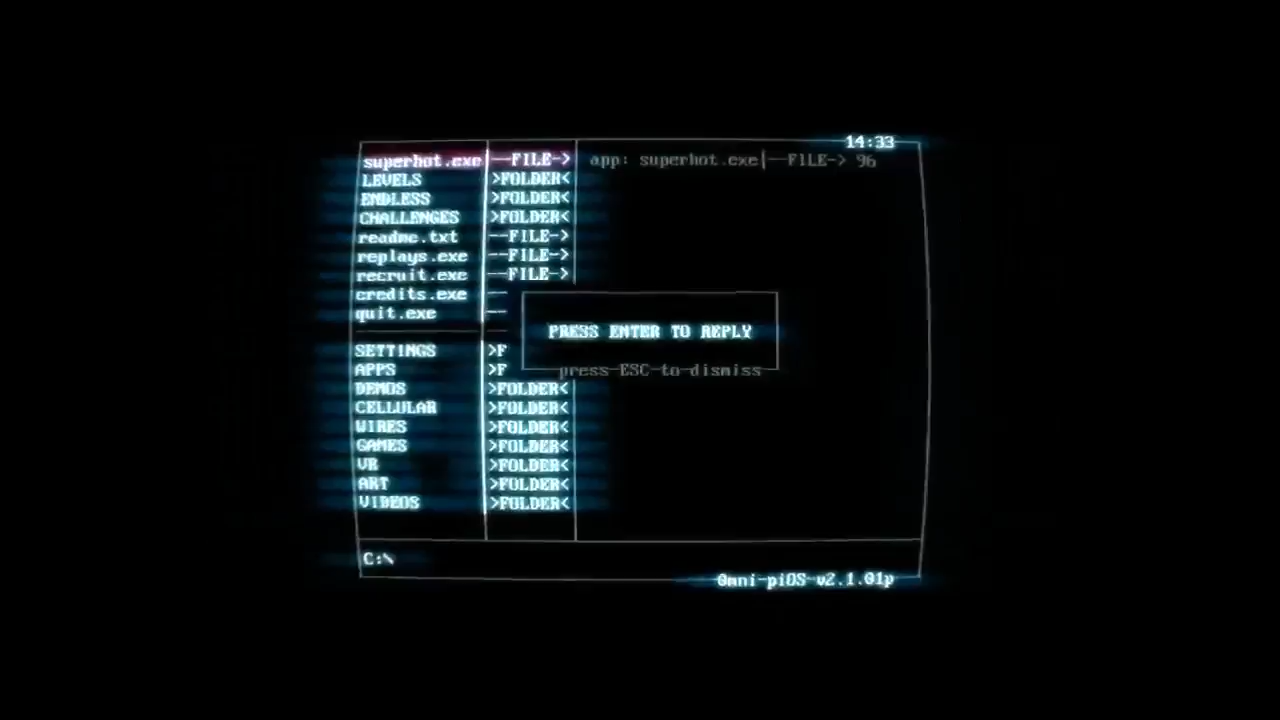 14:33
superhot.exe --FILE-> app: superhot.exe|--FILE-> 96
LEVELS >FOLDER<
ENDLESS >FOLDER<
CHALLENGES >FOLDER<
readme.txt --FILE->
replays.exe --FILE->
recruit.exe --FILE->
credits.exe --
quit.exe --
PRESS ENTER TO REPLY
SETTINGS >F
APPS >F
press ESC to dismiss
DEMOS >FOLDER<
CELLULAR >FOLDER<
WIRES >FOLDER<
GAMES >FOLDER<
VR >FOLDER<
ART >FOLDER<
VIDEOS >FOLDER<
C:\
Omni-piOS v2.1.01p